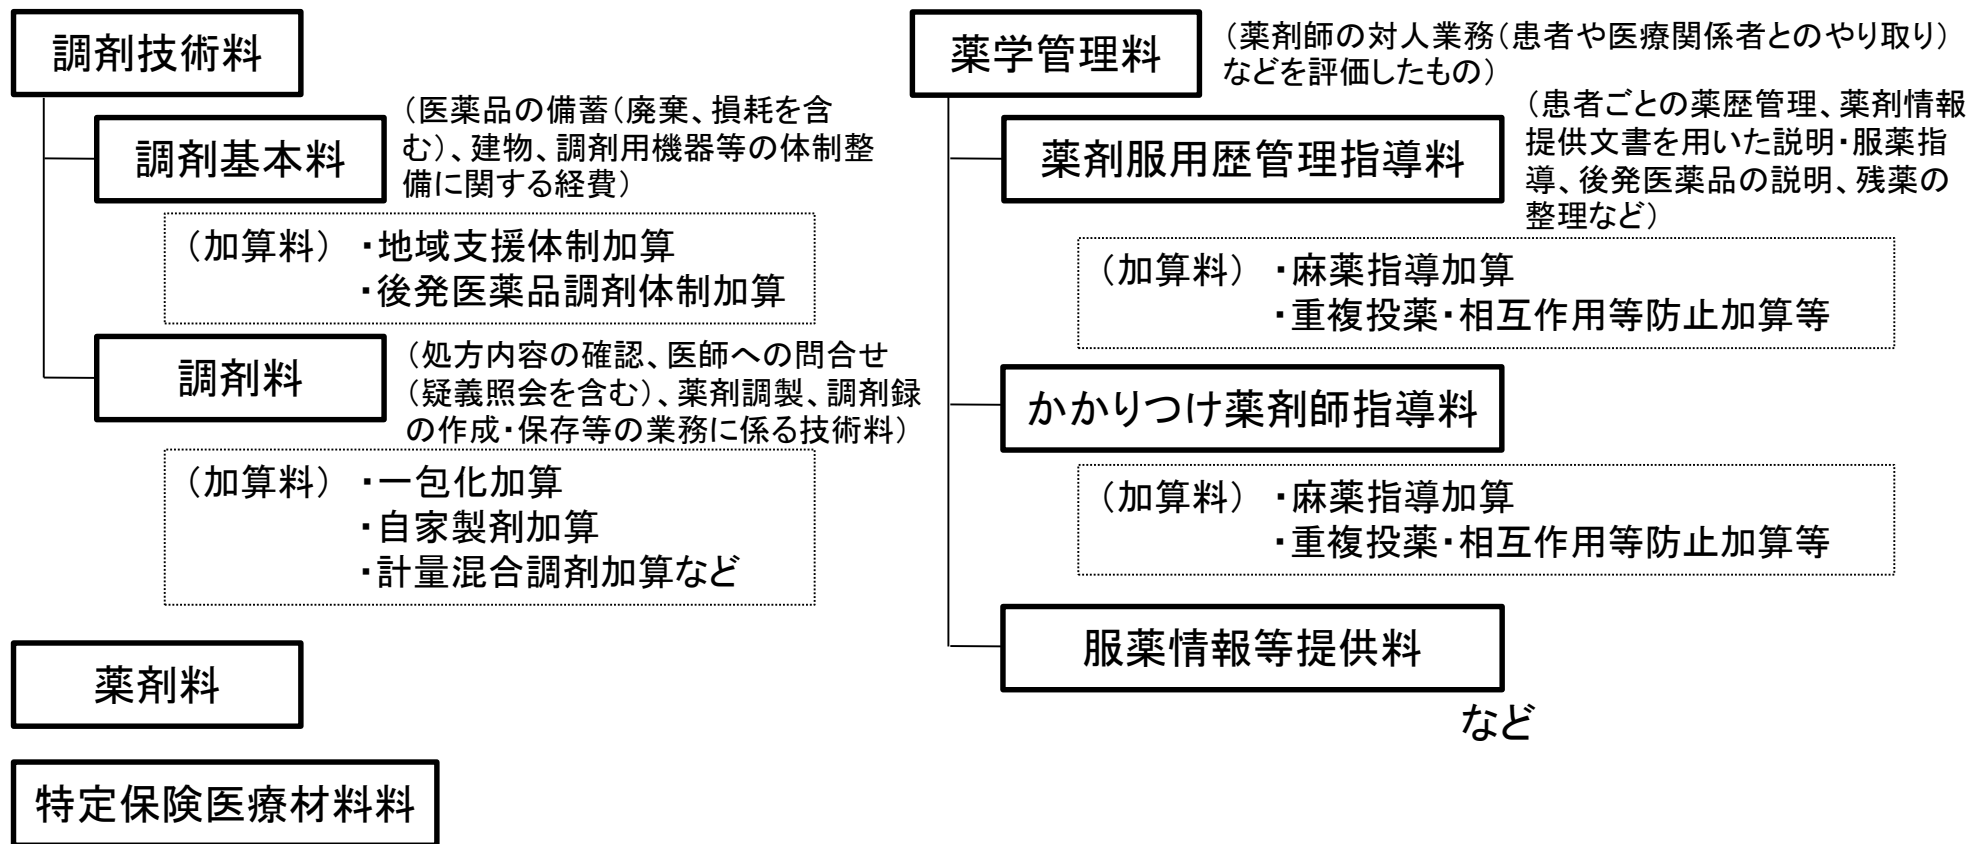 調剤技術料
調剤基本料
（医薬品の備蓄（廃棄、損耗を含
む）、建物、調剤用機器等の体制整
備に関する経費）
（加算料） ・地域支援体制加算
・後発医薬品調剤体制加算
調剤料
（処方内容の確認、医師への問合せ
（疑義照会を含む）、薬剤調製、調剤録
の作成・保存等の業務に係る技術料）
（加算料） ・一包化加算
・自家製剤加算
・計量混合調剤加算など
薬剤料
特定保険医療材料料
薬学管理料
（薬剤師の対人業務（患者や医療関係者とのやり取り）
などを評価したもの）
薬剤服用歴管理指導料
（患者ごとの薬歴管理、薬剤情報
提供文書を用いた説明・服薬指
導、後発医薬品の説明、残薬の
整理など）
（加算料） ・麻薬指導加算
・重複投薬・相互作用等防止加算等
かかりつけ薬剤師指導料
（加算料） ・麻薬指導加算
・重複投薬・相互作用等防止加算等
服薬情報等提供料
など